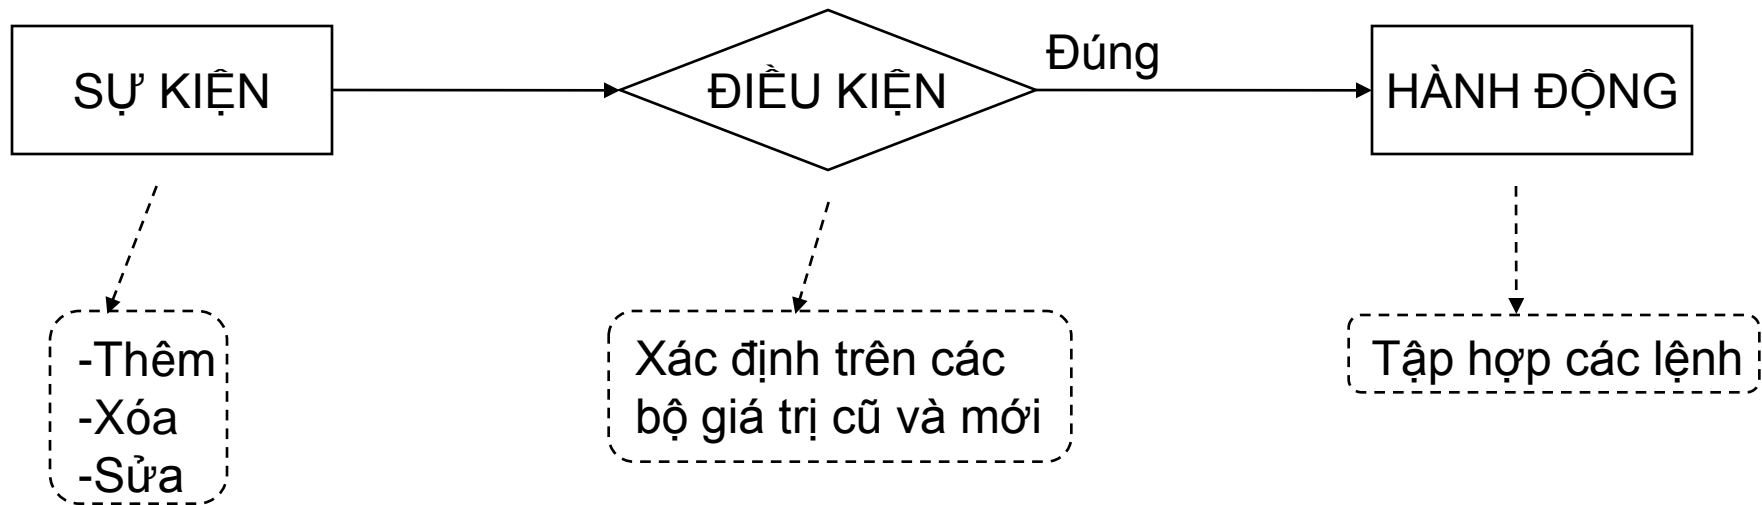 SỰ KIỆN
ĐIỀU KIỆN
Đúng
HÀNH ĐỘNG
-Thêm
-Xóa
-Sửa
Xác định trên các
bộ giá trị cũ và mới
Tập hợp các lệnh